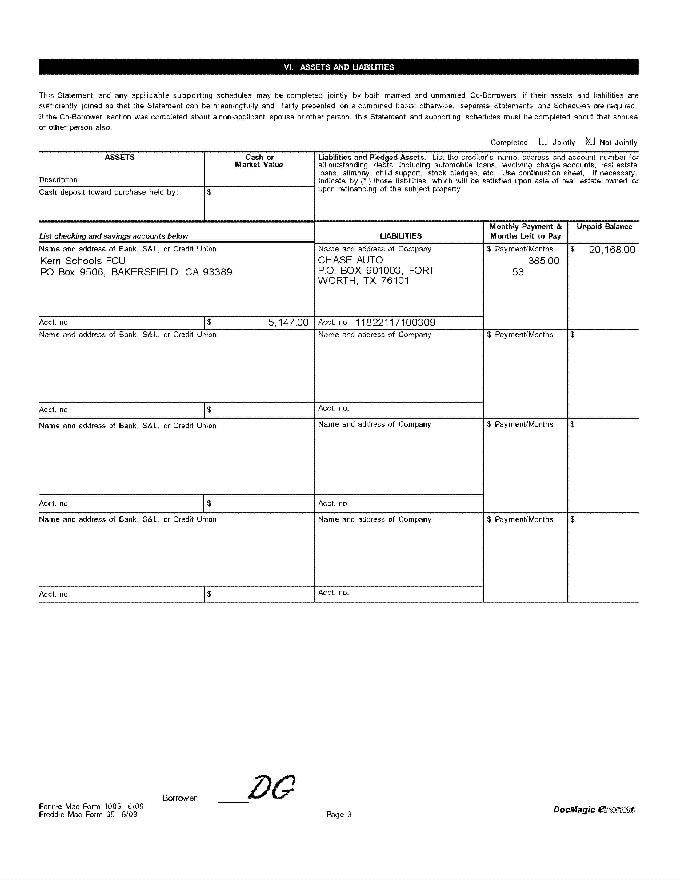 VI. ASSETS AND LIABILITIES
This Statement and any applicable supporting schedules may be completed jointly by both married and unmarried Co-Borrowers if their assets and liabilities are
sufficiently joined so that the Statement can be meaningfully and fairly presented on a combined basis; otherwise, separate Statements and Schedules are required.
If the Co-Borrower section was completed about a non-applicant spouse or other person, this Statement and supporting schedules must be completed about that spouse
or other person also.
Completed Jointly X Not Jointly
ASSETS
Description
Cash or
Market Value
Liabilities and Pledged Assets. List the creditor's name, address and account number for
all outstanding debts, including automobile loans, revolving charge accounts, real estate
loans, alimony, child support, stock pledges, etc. Use continuation sheet, if necessary.
Indicate by (*) those liabilities, which will be satisfied upon sale of real estate owned or
upon refinancing of the subject property.
Cash deposit toward purchase held by:
$
List checking and savings accounts below
LIABILITIES
Monthly Payment &
Months Left to Pay
Unpaid Balance
Name and address of Bank, S&L, or Credit Union
Kern Schools FCU
PO Box 9506, BAKERSFIELD, CA 93389
Acct. no.
$ 5,147.00
Name and address of Company
CHASE AUTO
P.O. BOX 901003, FORT
WORTH, TX 76101
Acct. no. 11822117100309
$ Payment/Months
385.00
53
$ 20,168.00
Name and address of Bank, S&L, or Credit Union
Acct. no.
$
Name and address of Company
Acct. no.
$ Payment/Months
$
Name and address of Bank, S&L, or Credit Union
Acct. no.
$
Name and address of Company
Acct. no.
$ Payment/Months
$
Name and address of Bank, S&L, or Credit Union
Acct. no.
$
Name and address of Company
Acct. no.
$ Payment/Months
$
Borrower DG
Fannie Mae Form 1003 6/09
Freddie Mac Form 65 6/09
Page 3
DocMagic